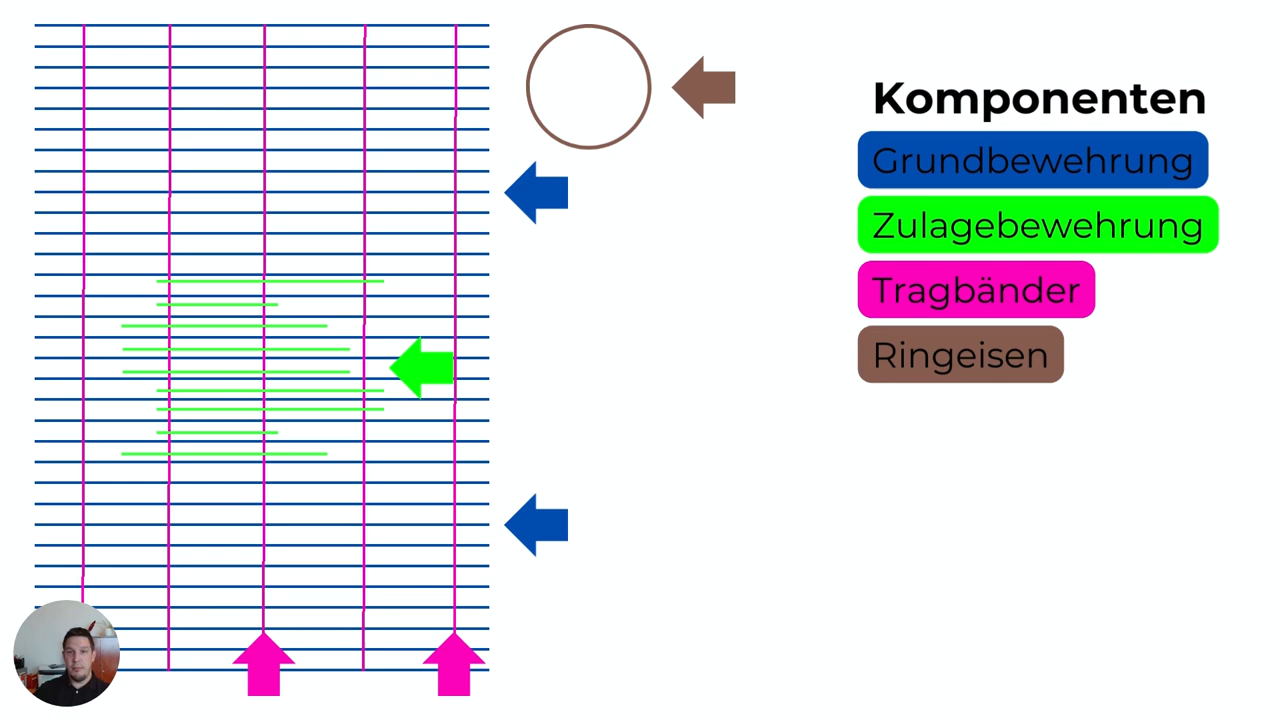 Komponenten
Grundbewehrung
Zulagebewehrung
Tragbänder
Ringeisen